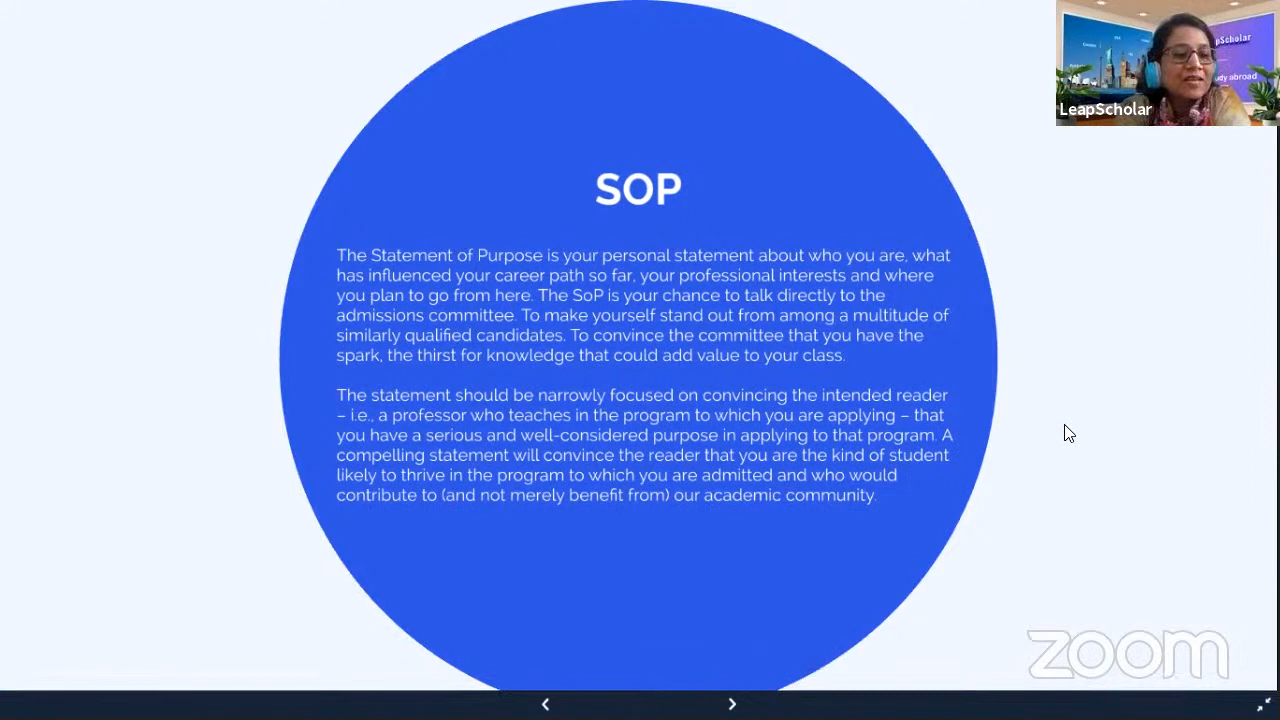 SOP
The Statement of Purpose is your personal statement about who you are, what
has influenced your career path so far, your professional interests and where
you plan to go from here. The SoP is your chance to talk directly to the
admissions committee. To make yourself stand out from among a multitude of
similarly qualified candidates. To convince the committee that you have the
spark, the thirst for knowledge that could add value to your class.
The statement should be narrowly focused on convincing the intended reader
– i.e., a professor who teaches in the program to which you are applying – that
you have a serious and well-considered purpose in applying to that program. A
compelling statement will convince the reader that you are the kind of student
likely to thrive in the program to which you are admitted and who would
contribute to (and not merely benefit from) our academic community.
LeapScholar
zoom